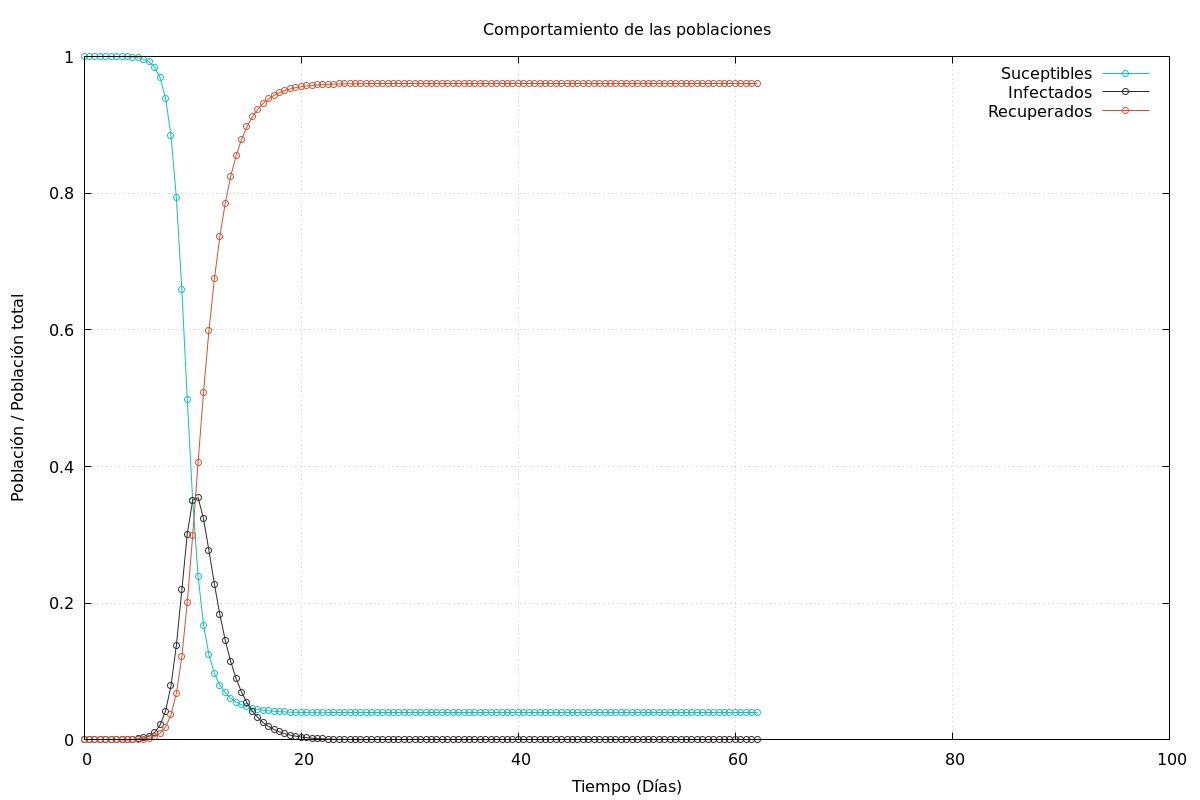 Comportamiento de las poblaciones
Suceptibles
Infectados
Recuperados
1
0.8
0.6
0.4
0.2
0
Población / Población total
0 20 40 60 80 100
Tiempo (Días)